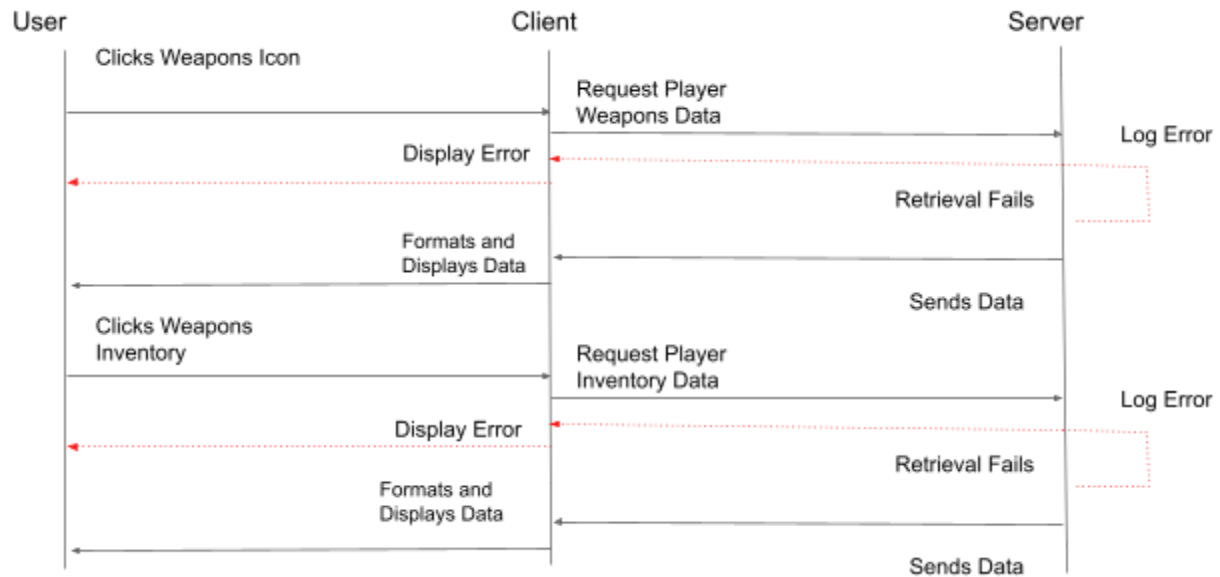 User
Client
Server
Clicks Weapons Icon
Request Player
Weapons Data
Log Error
Display Error
Retrieval Fails
Formats and
Displays Data
Sends Data
Clicks Weapons
Inventory
Request Player
Inventory Data
Log Error
Display Error
Retrieval Fails
Formats and
Displays Data
Sends Data